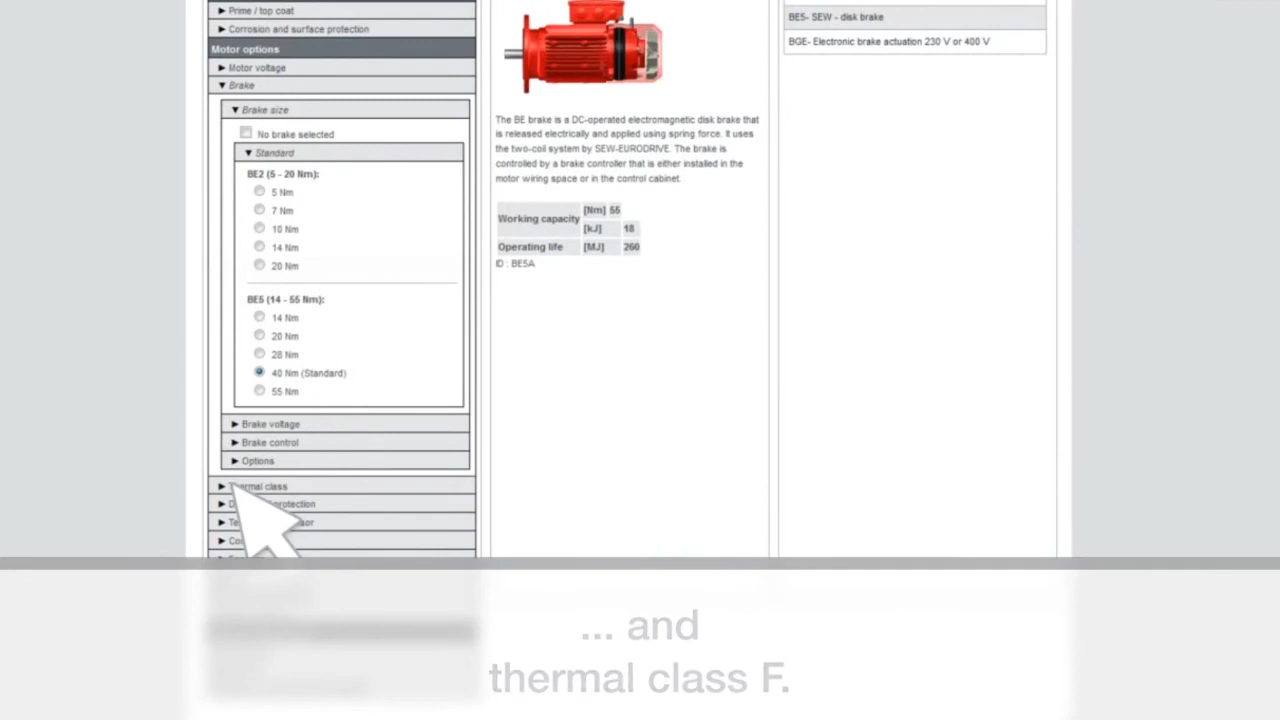 Prime / top coat
Corrosion and surface protection
Motor options
Motor voltage
Brake
Brake size
No brake selected
Standard
BE2 (5 - 20 Nm):
5 Nm
7 Nm
10 Nm
14 Nm
20 Nm
BE5 (14 - 55 Nm):
14 Nm
20 Nm
28 Nm
40 Nm (Standard)
55 Nm
Brake voltage
Brake control
Options
class
The BE brake is a DC-operated electromagnetic disk brake that
is released electrically and applied using spring force. It uses
the two-coil system by SEW-EURODRIVE. The brake is
controlled by a brake controller that is either installed in the
motor wiring space or in the control cabinet.
Working capacity [Nm] 55
[kJ] 18
Operating life [MJ] 260
ID : BE5A
BE5- SEW - disk brake
BGE- Electronic brake actuation 230 V or 400 V
... and
thermal class F.